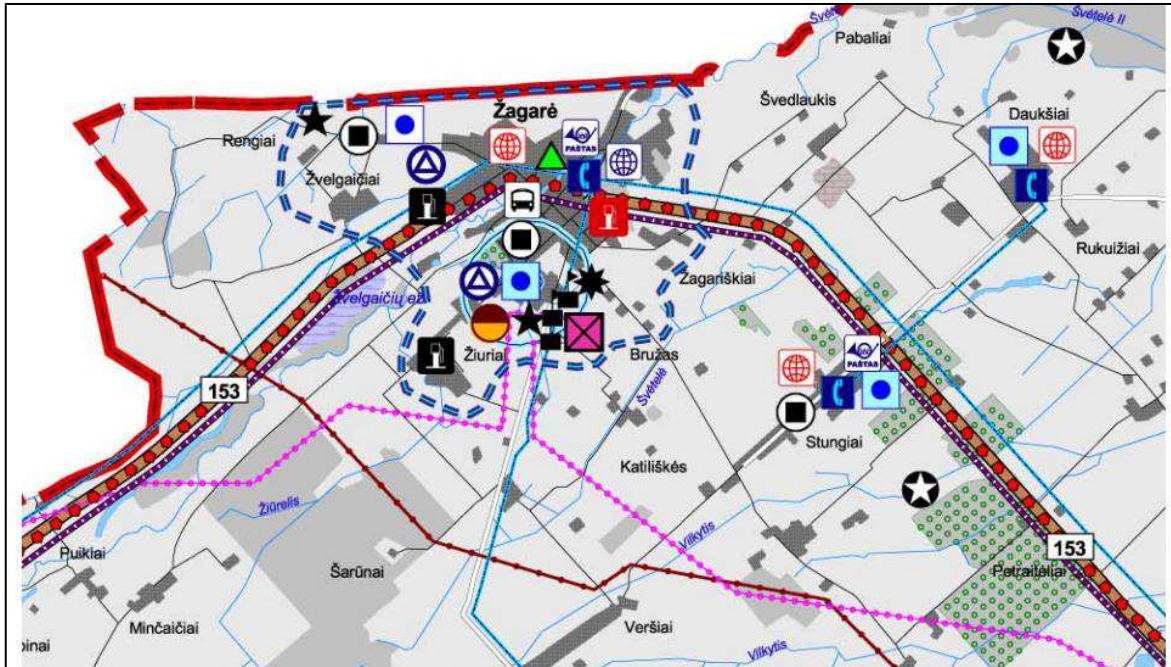 Švėtelė II
Pabaliai
Švedlaukis
Žagarė
Daukšiai
Rengiai
PAŠTAS
Žvelgaičiai
Rukuižiai
Žagariškiai
Žvelgaičių ež.
Žiuriai
Bružas
Švėtelė
PAŠTAS
153
Stungiai
Katiliškės
Žiūrelis
Vilkytis
153
Puikiai
Šarūnai
Petraitėliai
Minčaičiai
Veršiai
Vilkytis